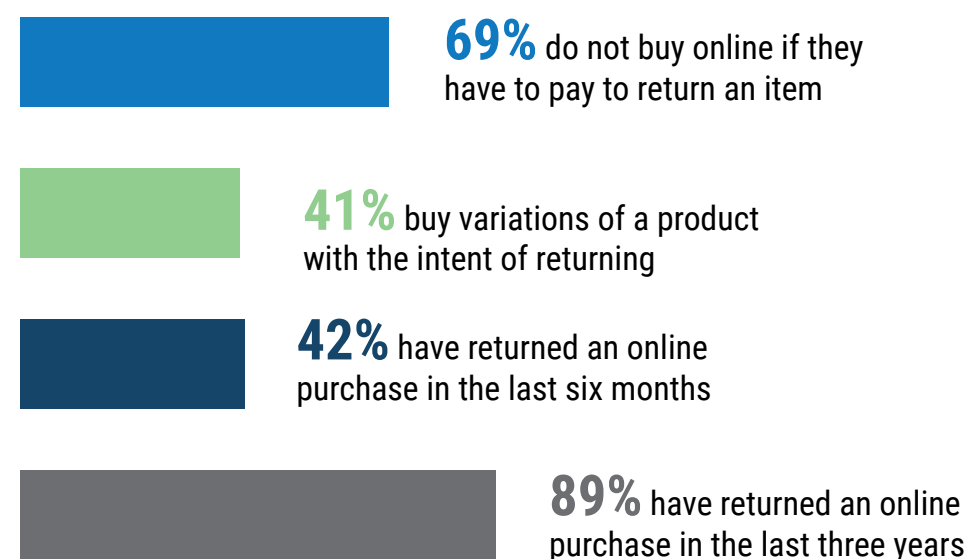 69% do not buy online if they
have to pay to return an item
41% buy variations of a product
with the intent of returning
42% have returned an online
purchase in the last six months
89% have returned an online
purchase in the last three years